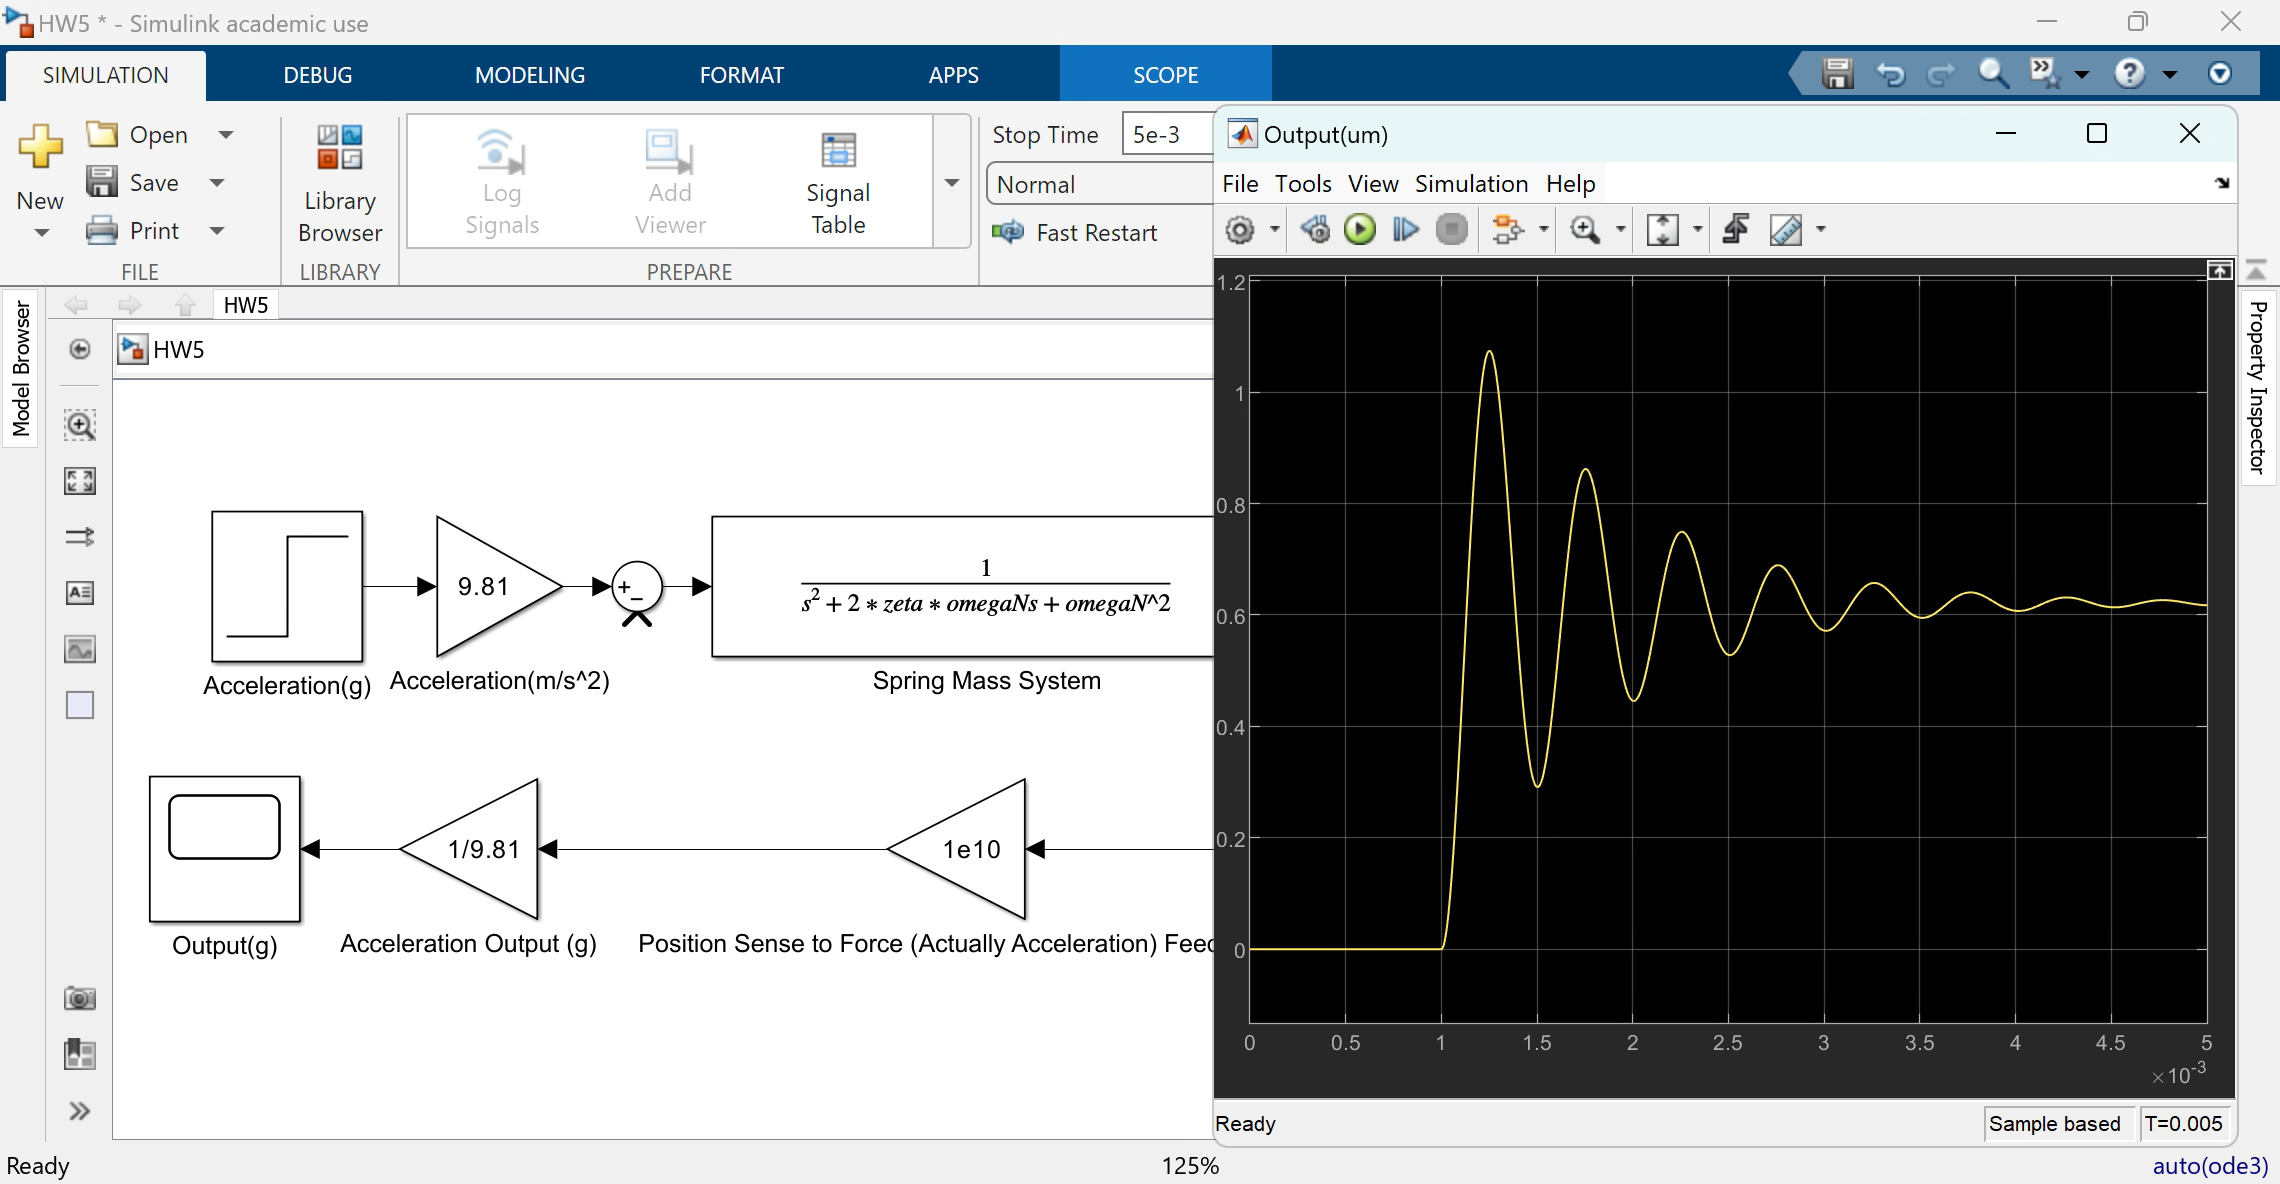 HW5 * - Simulink academic use
SIMULATION DEBUG MODELING FORMAT APPS SCOPE
New
Open
Save
Print
FILE
Library
Browser
LIBRARY
Log
Signals
Add
Viewer
Signal
Table
PREPARE
Stop Time 5e-3
Normal
Fast Restart
Model Browser
HW5
HW5
9.81
+
−
1
s^2 + 2 * zeta * omegaNs + omegaN^2
Acceleration(g)
Acceleration(m/s^2)
Spring Mass System
1/9.81
1e10
Output(g)
Acceleration Output (g)
Position Sense to Force (Actually Acceleration) Feec
Output(um)
File Tools View Simulation Help
1.2
1
0.8
0.6
0.4
0.2
0
0 0.5 1 1.5 2 2.5 3 3.5 4 4.5 5
×10^-3
Ready
Sample based
T=0.005
Property Inspector
Ready
125%
auto(ode3)